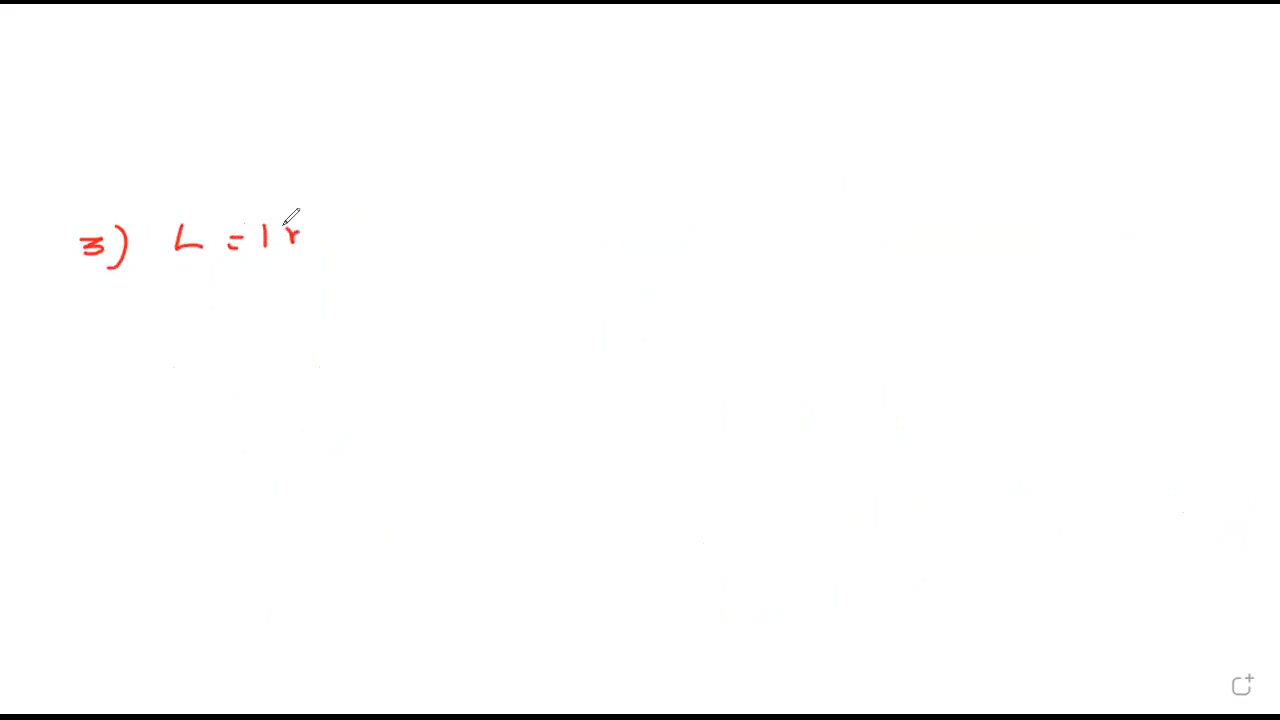 3) L = 1 r